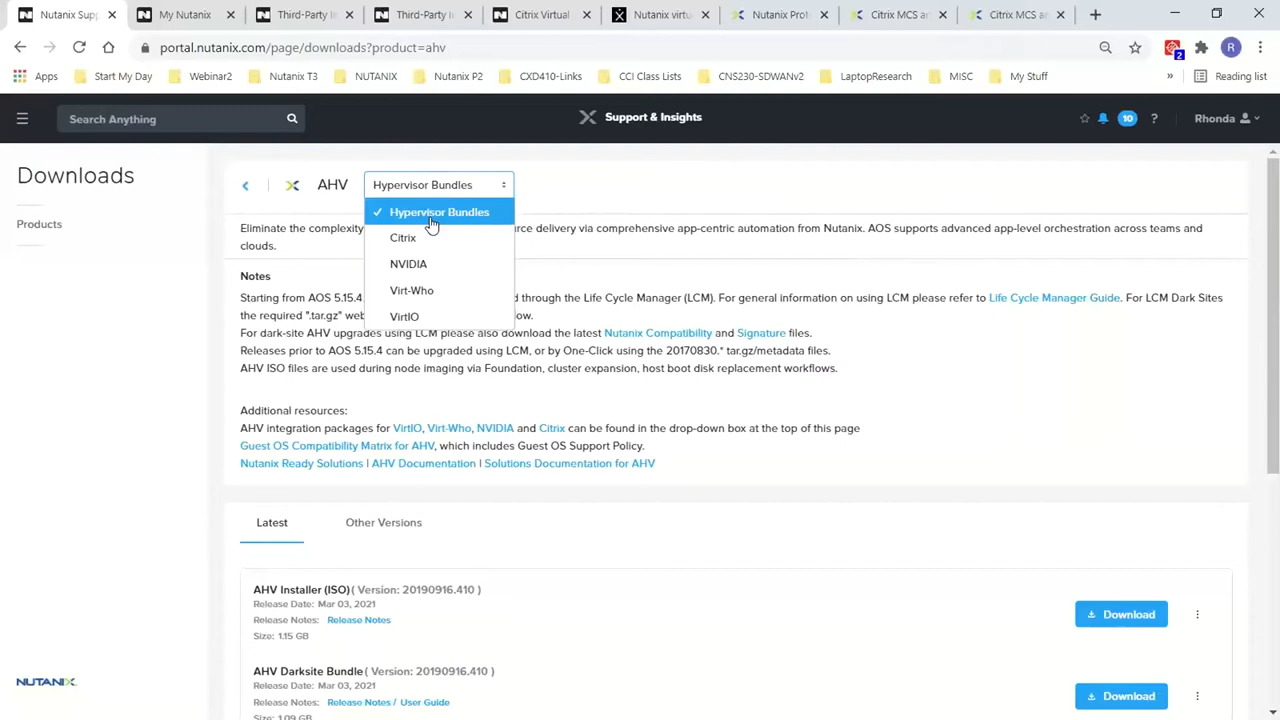 Nutanix Supp
My Nutanix
Third-Party I
Third-Party I
Citrix Virtual
Nutanix virtu
Nutanix Prot
Citrix MCS ar
Citrix MCS ar
portal.nutanix.com/page/downloads?product=ahv
2
R
Apps
Start My Day
Webinar2
Nutanix T3
NUTANIX
Nutanix P2
CXD410-Links
CCI Class Lists
CNS230-SDWANv2
LaptopResearch
MISC
My Stuff
»
Reading list
Search Anything
Support & Insights
10
?
Rhonda
Downloads
Products
AHV
Hypervisor Bundles
Hypervisor Bundles
Citrix
NVIDIA
Virt-Who
VirtIO
Eliminate the complexity urce delivery via comprehensive app-centric automation from Nutanix. AOS supports advanced app-level orchestration across teams and
clouds.
Notes
Starting from AOS 5.15.4. d through the Life Cycle Manager (LCM). For general information on using LCM please refer to Life Cycle Manager Guide. For LCM Dark Sites
the required ".tar.gz" web ow.
For dark-site AHV upgrades using LCM please also download the latest Nutanix Compatibility and Signature files.
Releases prior to AOS 5.15.4 can be upgraded using LCM, or by One-Click using the 20170830.* tar.gz/metadata files.
AHV ISO files are used during node imaging via Foundation, cluster expansion, host boot disk replacement workflows.
Additional resources:
AHV integration packages for VirtIO, Virt-Who, NVIDIA and Citrix can be found in the drop-down box at the top of this page
Guest OS Compatibility Matrix for AHV, which includes Guest OS Support Policy.
Nutanix Ready Solutions | AHV Documentation | Solutions Documentation for AHV
Latest
Other Versions
AHV Installer (ISO) ( Version: 20190916.410 )
Release Date: Mar 03, 2021
Release Notes: Release Notes
Size: 1.15 GB
Download
AHV Darksite Bundle ( Version: 20190916.410 )
Release Date: Mar 03, 2021
Release Notes: Release Notes / User Guide
Size: 1.09 GB
Download
NUTANIX